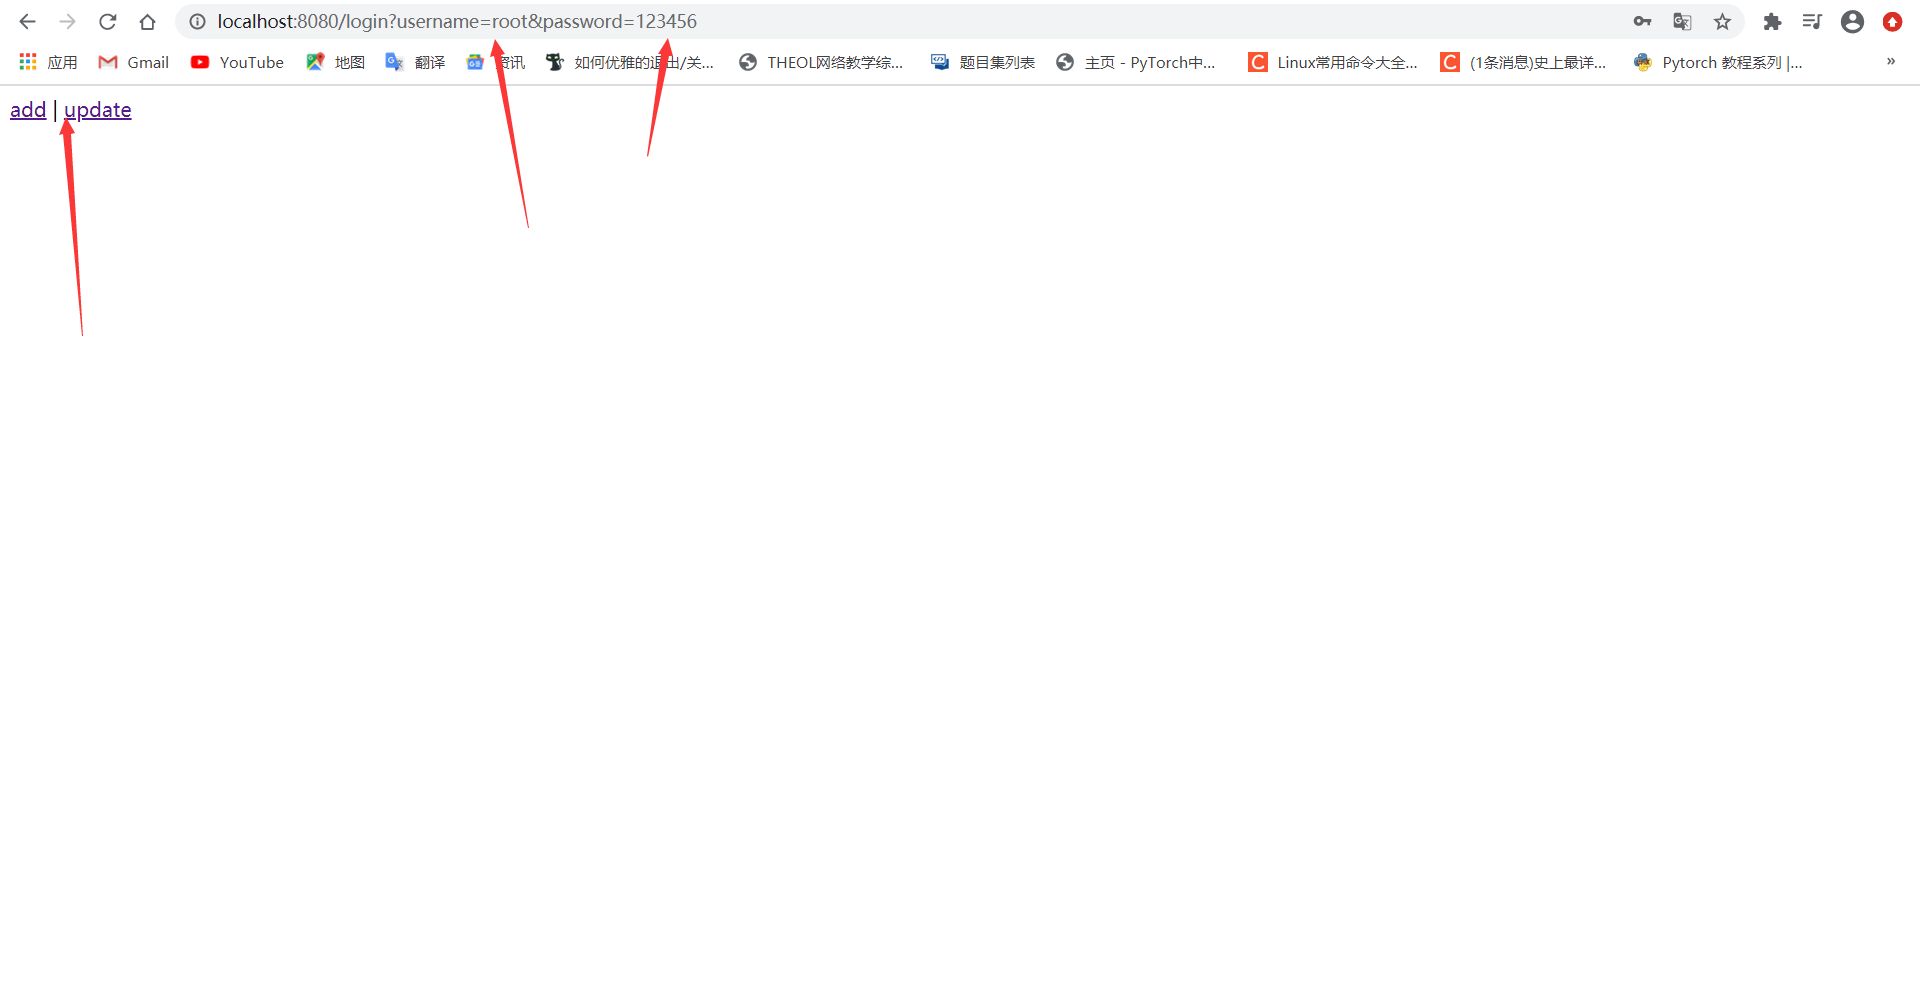 localhost:8080/login?username=root&password=123456
应用 Gmail YouTube 地图 翻译 资讯 如何优雅的退出/关... THEOL网络教学综... 题目集列表 主页 - PyTorch中... Linux常用命令大全... (1条消息)史上最详... Pytorch 教程系列 |... »
add | update